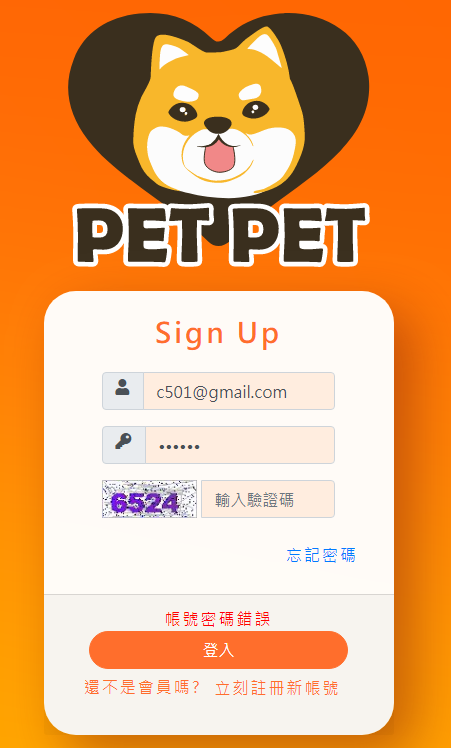 PET PET
Sign Up
c501@gmail.com
••••••
6524 輸入驗證碼
忘記密碼
帳號密碼錯誤
登入
還不是會員嗎? 立刻註冊新帳號